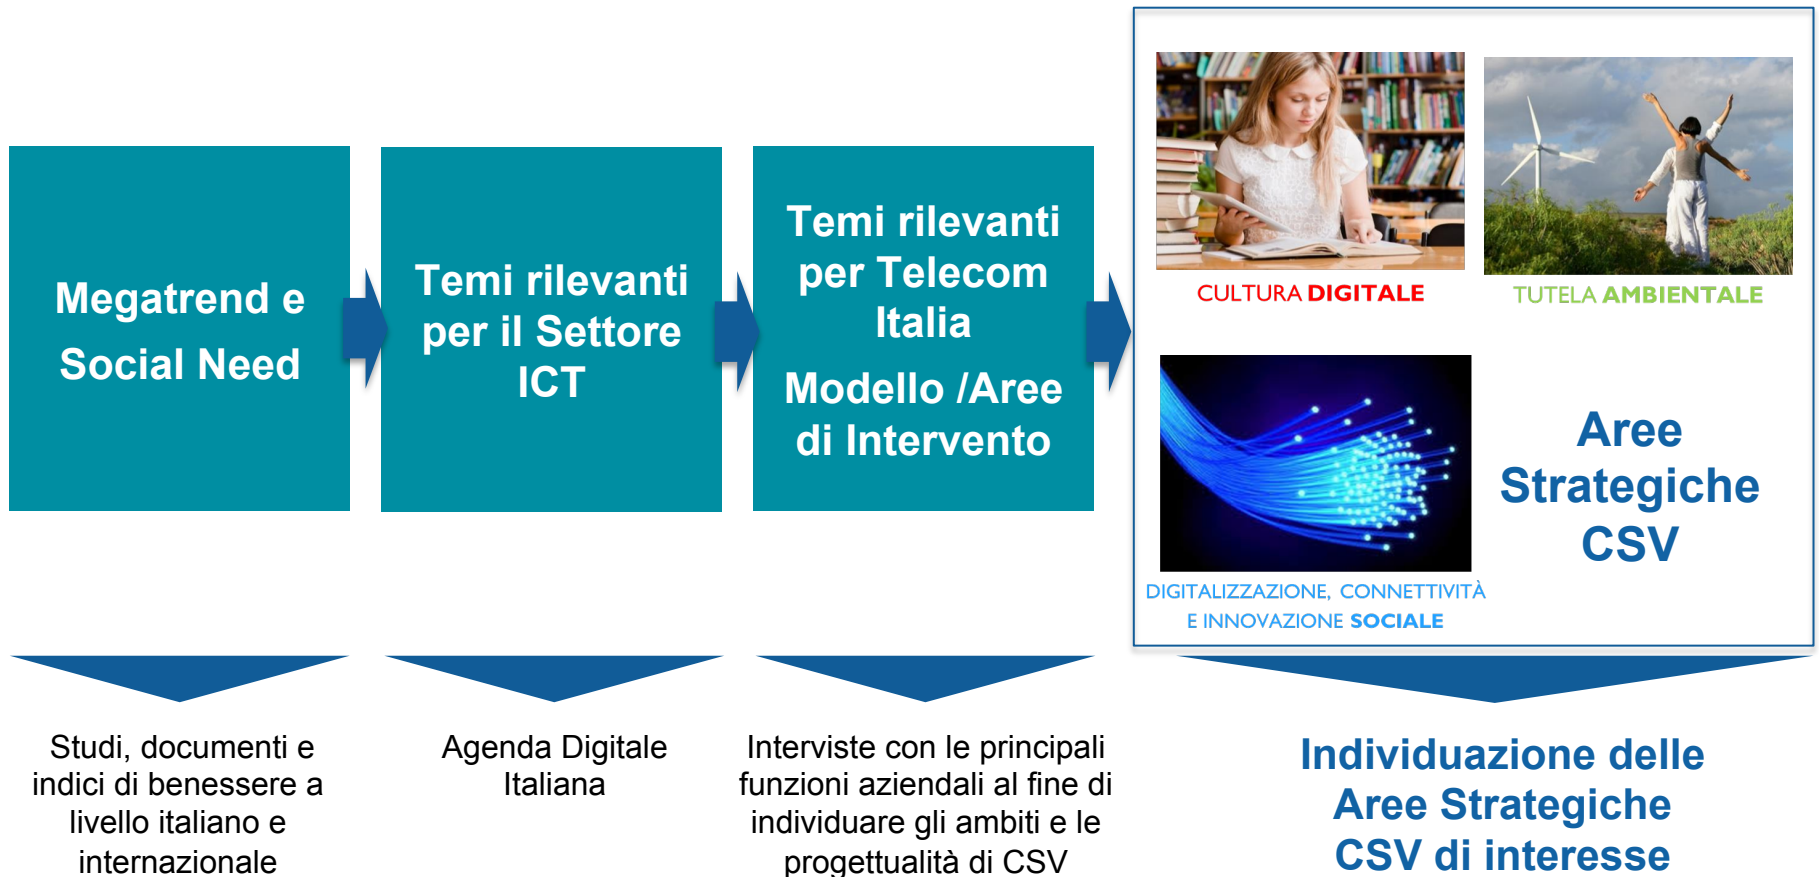 Megatrend e
Social Need
Temi rilevanti
per il Settore
ICT
Temi rilevanti
per Telecom
Italia
Modello /Aree
di Intervento
CULTURA DIGITALE
TUTELA AMBIENTALE
DIGITALIZZAZIONE, CONNETTIVITÀ
E INNOVAZIONE SOCIALE
Aree
Strategiche
CSV
Studi, documenti e
indici di benessere a
livello italiano e
internazionale
Agenda Digitale
Italiana
Interviste con le principali
funzioni aziendali al fine di
individuare gli ambiti e le
progettualità di CSV
Individuazione delle
Aree Strategiche
CSV di interesse